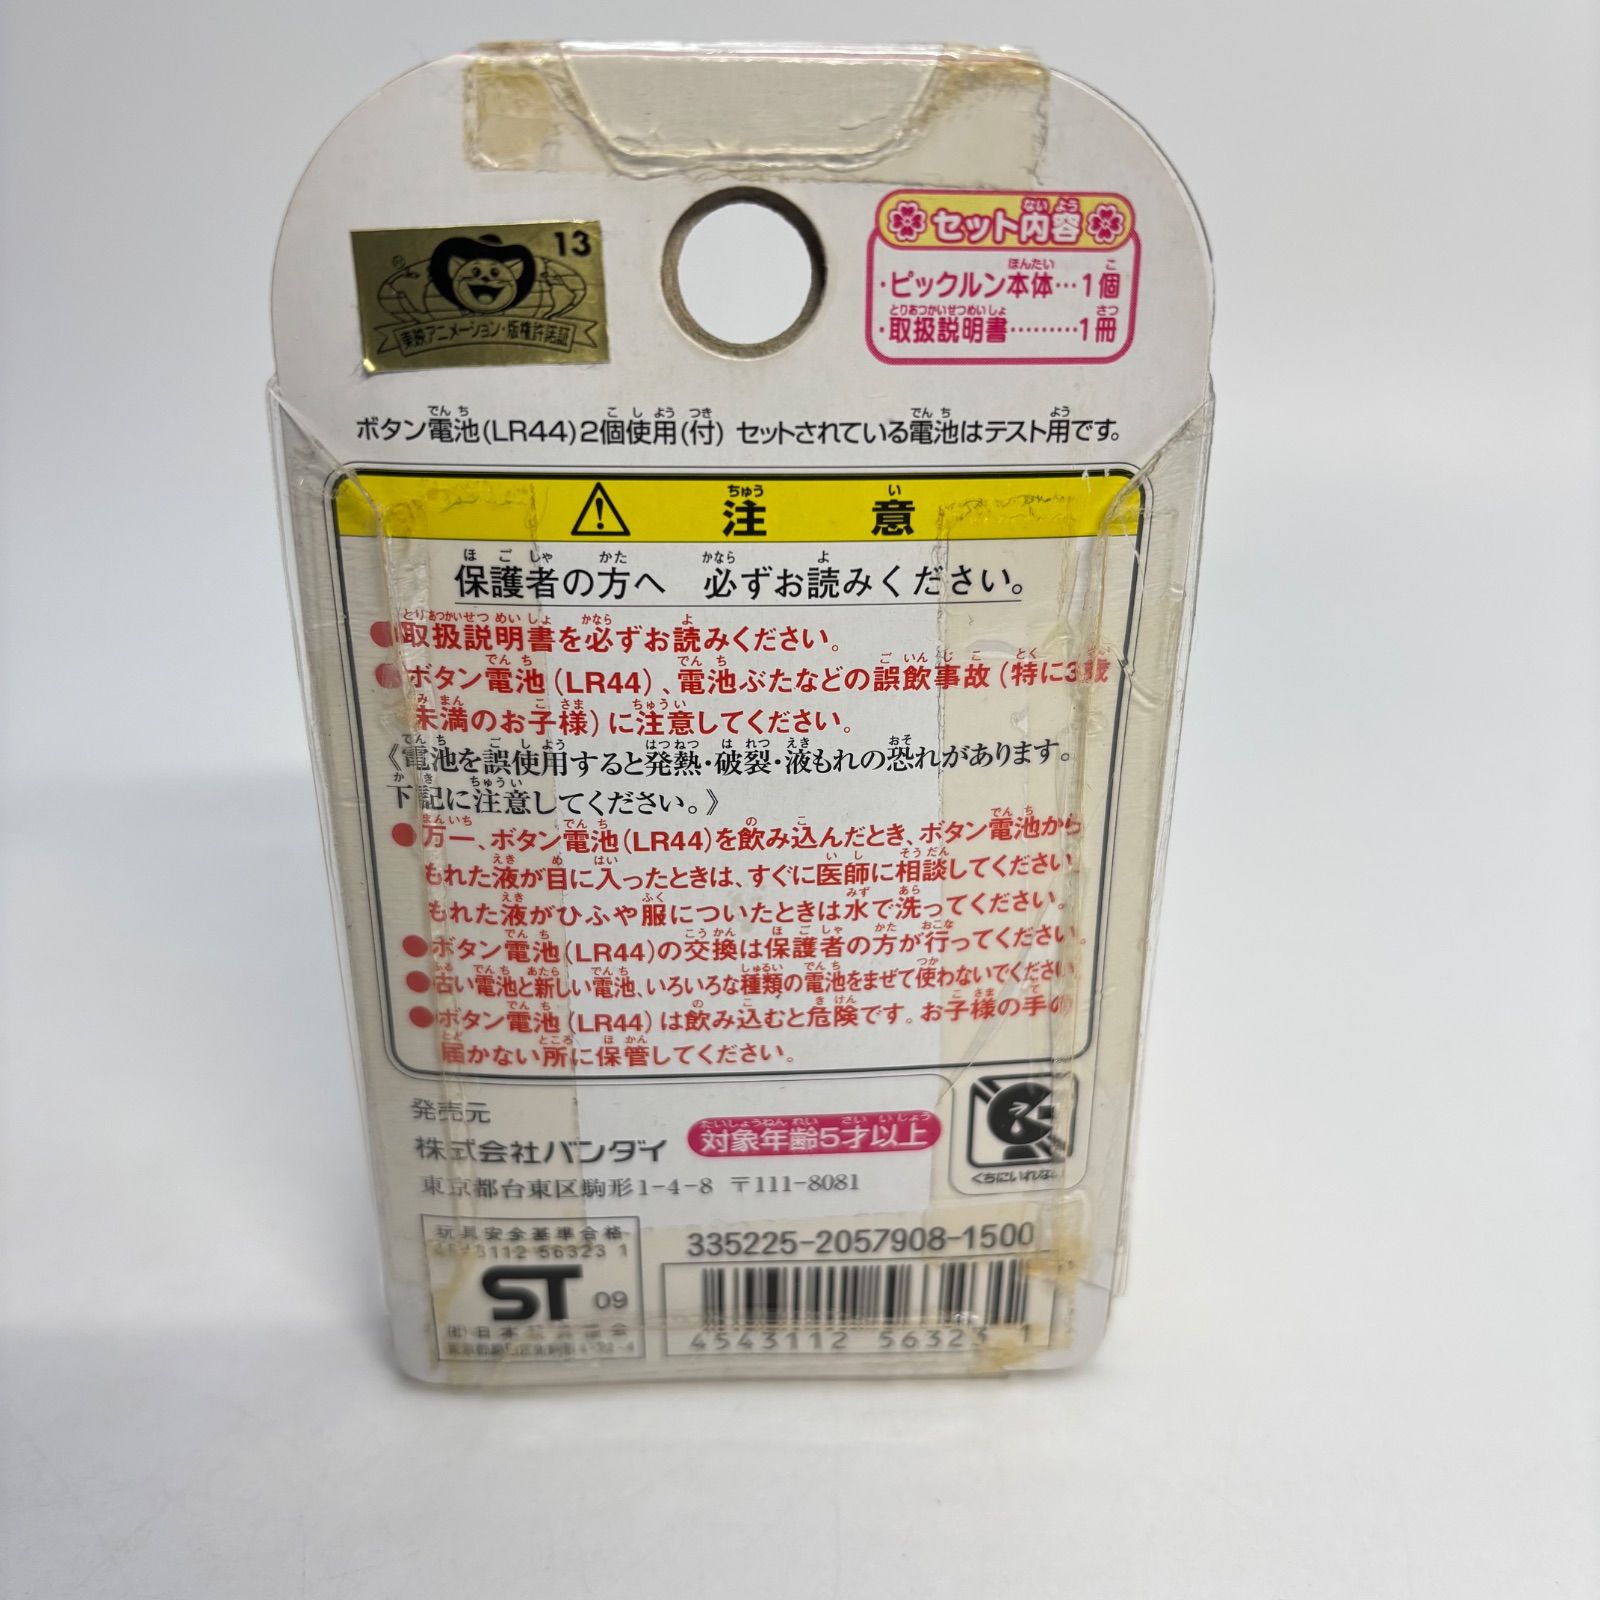 13
東映アニメーション・版権許諾証
セット内容
・ピックルン本体…1個
・取扱説明書………1冊
ボタン電池(LR44)2個使用(付) セットされている電池はテスト用です。
注意
保護者の方へ 必ずお読みください。
●取扱説明書を必ずお読みください。
●ボタン電池(LR44)、電池ぶたなどの誤飲事故(特に3歳
未満のお子様)に注意してください。
《電池を誤使用すると発熱・破裂・液もれの恐れがあります。
下記に注意してください。》
●万一、ボタン電池(LR44)を飲み込んだとき、ボタン電池から
もれた液が目に入ったときは、すぐに医師に相談してください。
もれた液がひふや服についたときは水で洗ってください。
●ボタン電池(LR44)の交換は保護者の方が行ってください。
●古い電池と新しい電池、いろいろな種類の電池をまぜて使わないでください。
●ボタン電池(LR44)は飲み込むと危険です。お子様の手の
届かない所に保管してください。
発売元
株式会社バンダイ
対象年齢5才以上
東京都台東区駒形1-4-8 〒111-8081
くちにいれない
玩具安全基準合格
4543112 56323 1
ST 09
335225-2057908-1500
4543112 563231